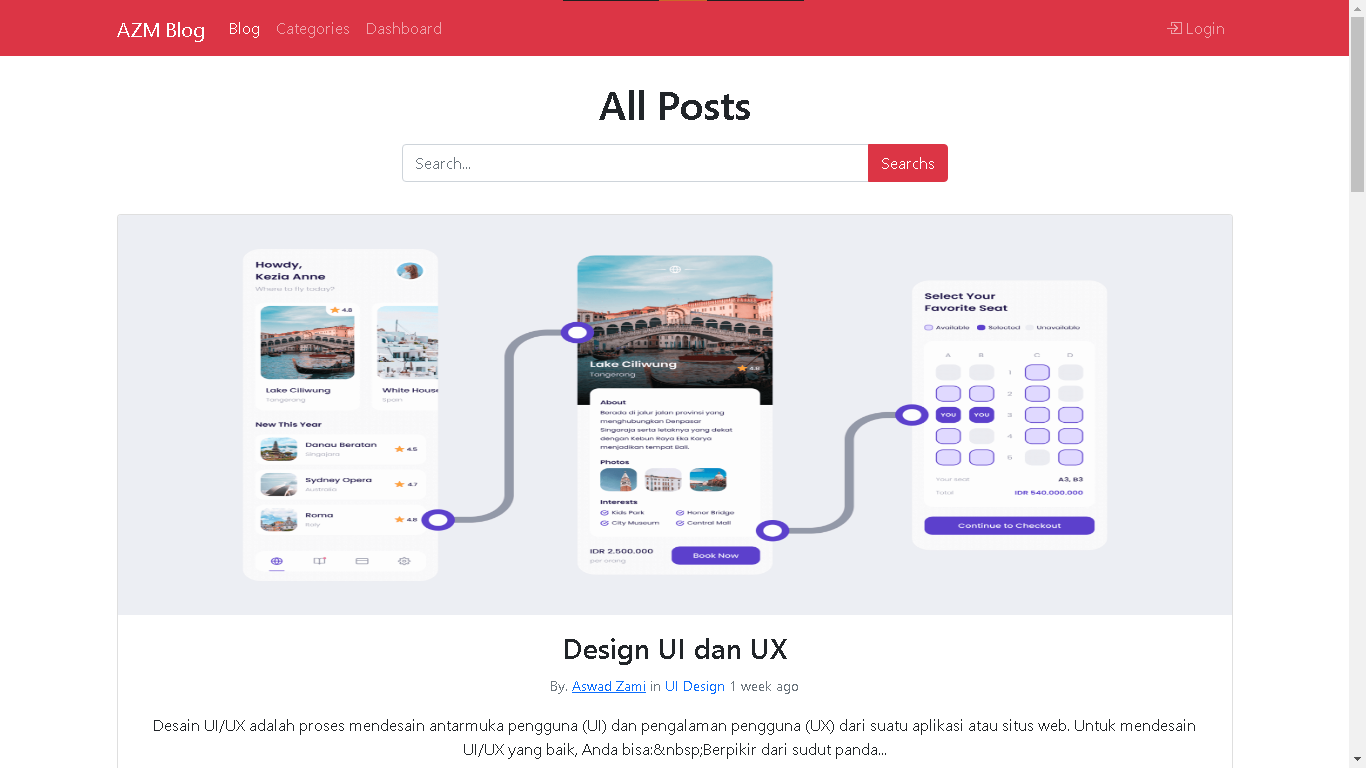 AZM Blog Blog Categories Dashboard Login
All Posts
Search... Searchs
Howdy,
Kezia Anne
Where to fly today?
4.8
Lake Ciliwung
Tangerang
White House
Spain
New This Year
Danau Beratan
Singajara
4.5
Sydney Opera
Australia
4.7
Roma
Italy
4.8
Lake Ciliwung
Tangerang
4.8
About
Berada di jalur jalan provinsi yang
menghubungkan Denpasar
Singaraja serta letaknya yang dekat
dengan Kebun Raya Eka Karya
menjadikan tempat Bali.
Photos
Interests
Kids Park Honor Bridge
City Museum Central Mall
IDR 2.500.000
per orang
Book Now
Select Your
Favorite Seat
Available Selected Unavailable
A B C D
1
2
YOU YOU 3
4
5
Your seat A3, B3
Total IDR 540.000.000
Continue to Checkout
Design UI dan UX
By. Aswad Zami in UI Design 1 week ago
Desain UI/UX adalah proses mendesain antarmuka pengguna (UI) dan pengalaman pengguna (UX) dari suatu aplikasi atau situs web. Untuk mendesain
UI/UX yang baik, Anda bisa:&nbsp;Berpikir dari sudut panda...